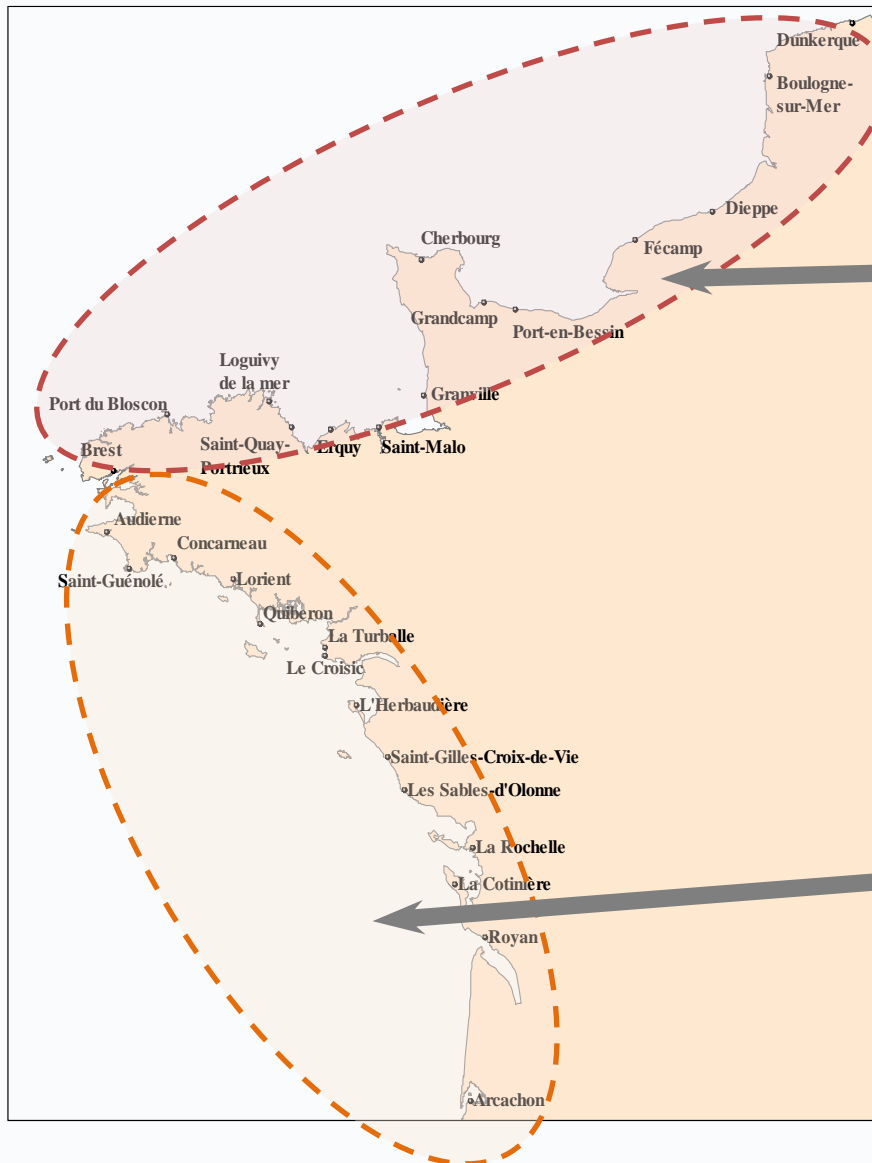 Dunkerque
Boulogne-
sur-Mer
Dieppe
Fécamp
Cherbourg
Grandcamp
Port-en-Bessin
Granville
Loguivy
de la mer
Port du Bloscon
Brest
Saint-Quay-
Portrieux
Erquy
Saint-Malo
Audierne
Concarneau
Saint-Guénolé
Lorient
Quiberon
La Turballe
Le Croisic
L'Herbaudière
Saint-Gilles-Croix-de-Vie
Les Sables-d'Olonne
La Rochelle
La Cotinière
Royan
Arcachon